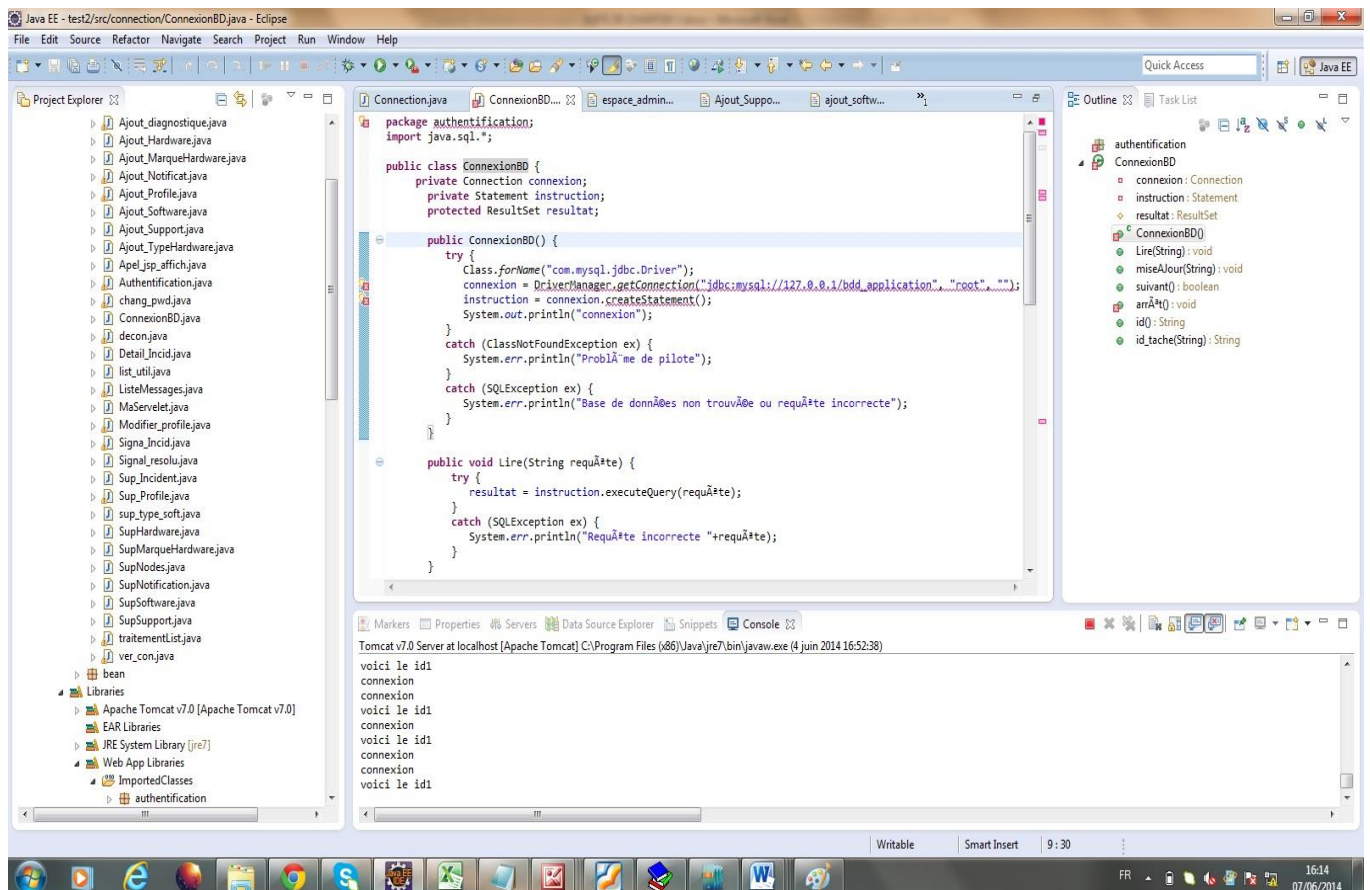 Java EE - test2/src/connection/ConnexionBD.java - Eclipse
File Edit Source Refactor Navigate Search Project Run Window Help
Quick Access
Java EE
Project Explorer
Ajout_diagnostique.java
Ajout_Hardware.java
Ajout_MarqueHardware.java
Ajout_Notificat.java
Ajout_Profile.java
Ajout_Software.java
Ajout_Support.java
Ajout_TypeHardware.java
Apel_jsp_affich.java
Authentification.java
chang_pwd.java
ConnexionBD.java
decon.java
Detail_Incid.java
list_util.java
ListeMessages.java
MaServelet.java
Modifier_profile.java
Signa_Incid.java
Signal_resolu.java
Sup_Incident.java
Sup_Profile.java
sup_type_soft.java
SupHardware.java
SupMarqueHardware.java
SupNodes.java
SupNotification.java
SupSoftware.java
SupSupport.java
traitementList.java
ver_con.java
bean
Libraries
Apache Tomcat v7.0 [Apache Tomcat v7.0]
EAR Libraries
JRE System Library [jre7]
Web App Libraries
ImportedClasses
authentification
Connection.java ConnexionBD.... espace_admin... Ajout_Suppo... ajout_softw... »1
package authentification;
import java.sql.*;
public class ConnexionBD {
private Connection connexion;
private Statement instruction;
protected ResultSet resultat;
public ConnexionBD() {
try {
Class.forName("com.mysql.jdbc.Driver");
connexion = DriverManager.getConnection("jdbc:mysql://127.0.0.1/bdd_application", "root", "");
instruction = connexion.createStatement();
System.out.println("connexion");
}
catch (ClassNotFoundException ex) {
System.err.println("ProblÃ¨me de pilote");
}
catch (SQLException ex) {
System.err.println("Base de donnÃ©es non trouvÃ©e ou requÃªte incorrecte");
}
}
public void Lire(String requÃªte) {
try {
resultat = instruction.executeQuery(requÃªte);
}
catch (SQLException ex) {
System.err.println("RequÃªte incorrecte "+requÃªte);
}
}
Outline Task List
authentification
ConnexionBD
connexion : Connection
instruction : Statement
resultat : ResultSet
ConnexionBD()
Lire(String) : void
miseAJour(String) : void
suivant() : boolean
arrÃªt() : void
id() : String
id_tache(String) : String
Markers Properties Servers Data Source Explorer Snippets Console
Tomcat v7.0 Server at localhost [Apache Tomcat] C:\Program Files (x86)\Java\jre7\bin\javaw.exe (4 juin 2014 16:52:38)
voici le id1
connexion
connexion
voici le id1
connexion
voici le id1
connexion
connexion
voici le id1
Writable Smart Insert 9 : 30
FR
16:14
07/06/2014